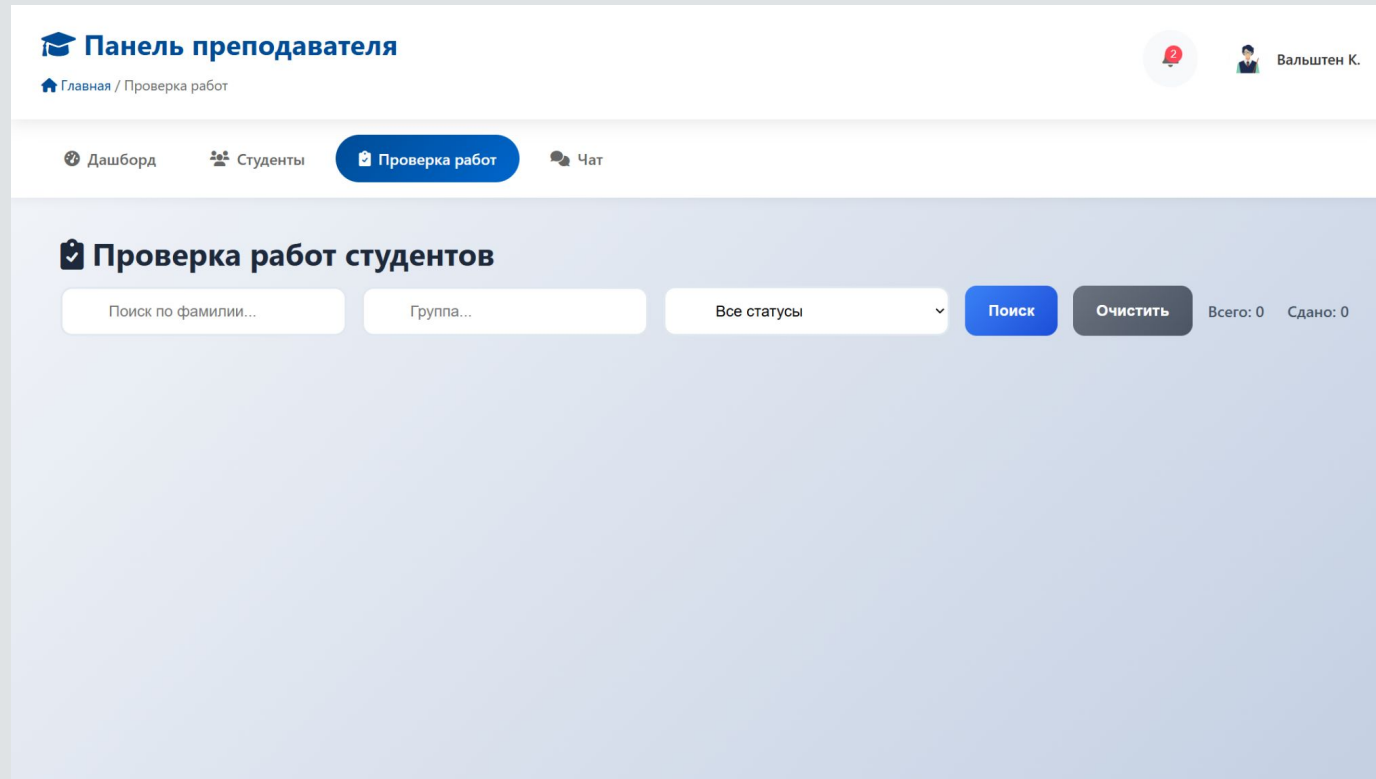 Панель преподавателя
2
Вальштен К.
Главная / Проверка работ
Дашборд Студенты Проверка работ Чат
Проверка работ студентов
Поиск по фамилии... Группа... Все статусы Поиск Очистить Всего: 0 Сдано: 0